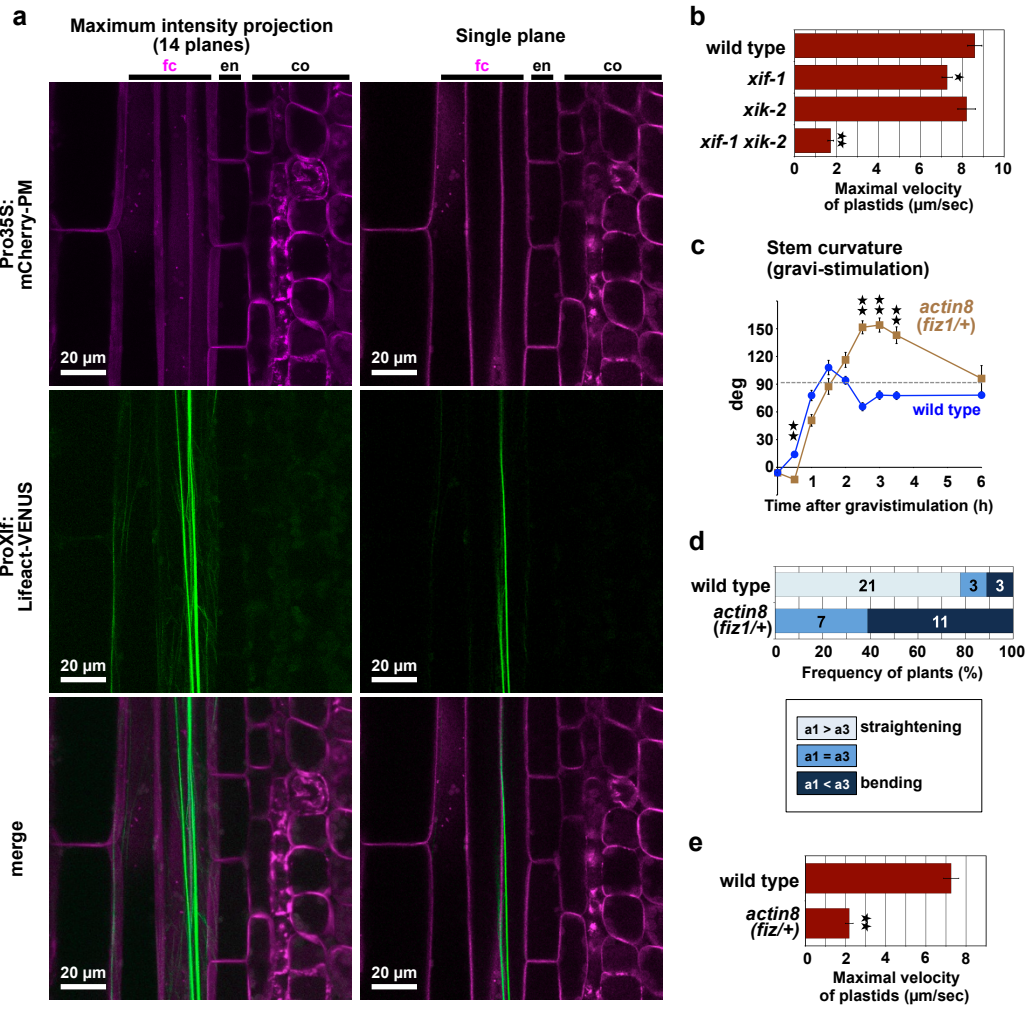 a
Maximum intensity projection
(14 planes)
Single plane
fc
en
co
fc
en
co
Pro35S:
mCherry-PM
20 µm
20 µm
ProXIf:
Lifeact-VENUS
20 µm
20 µm
merge
20 µm
20 µm
b
wild type
xif-1
★
xik-2
xif-1 xik-2
★★
0 2 4 6 8 10
Maximal velocity
of plastids (µm/sec)
c
Stem curvature
(gravi-stimulation)
★★ ★★ ★★
actin8
(fiz1/+)
150
120
90
60
30
0
deg
wild type
★★
1 2 3 4 5 6
Time after gravistimulation (h)
d
wild type
21 3 3
actin8
(fiz1/+)
7 11
0 20 40 60 80 100
Frequency of plants (%)
a1 > a3 straightening
a1 = a3
a1 < a3 bending
e
wild type
actin8
(fiz/+)
★★
0 2 4 6 8
Maximal velocity
of plastids (µm/sec)